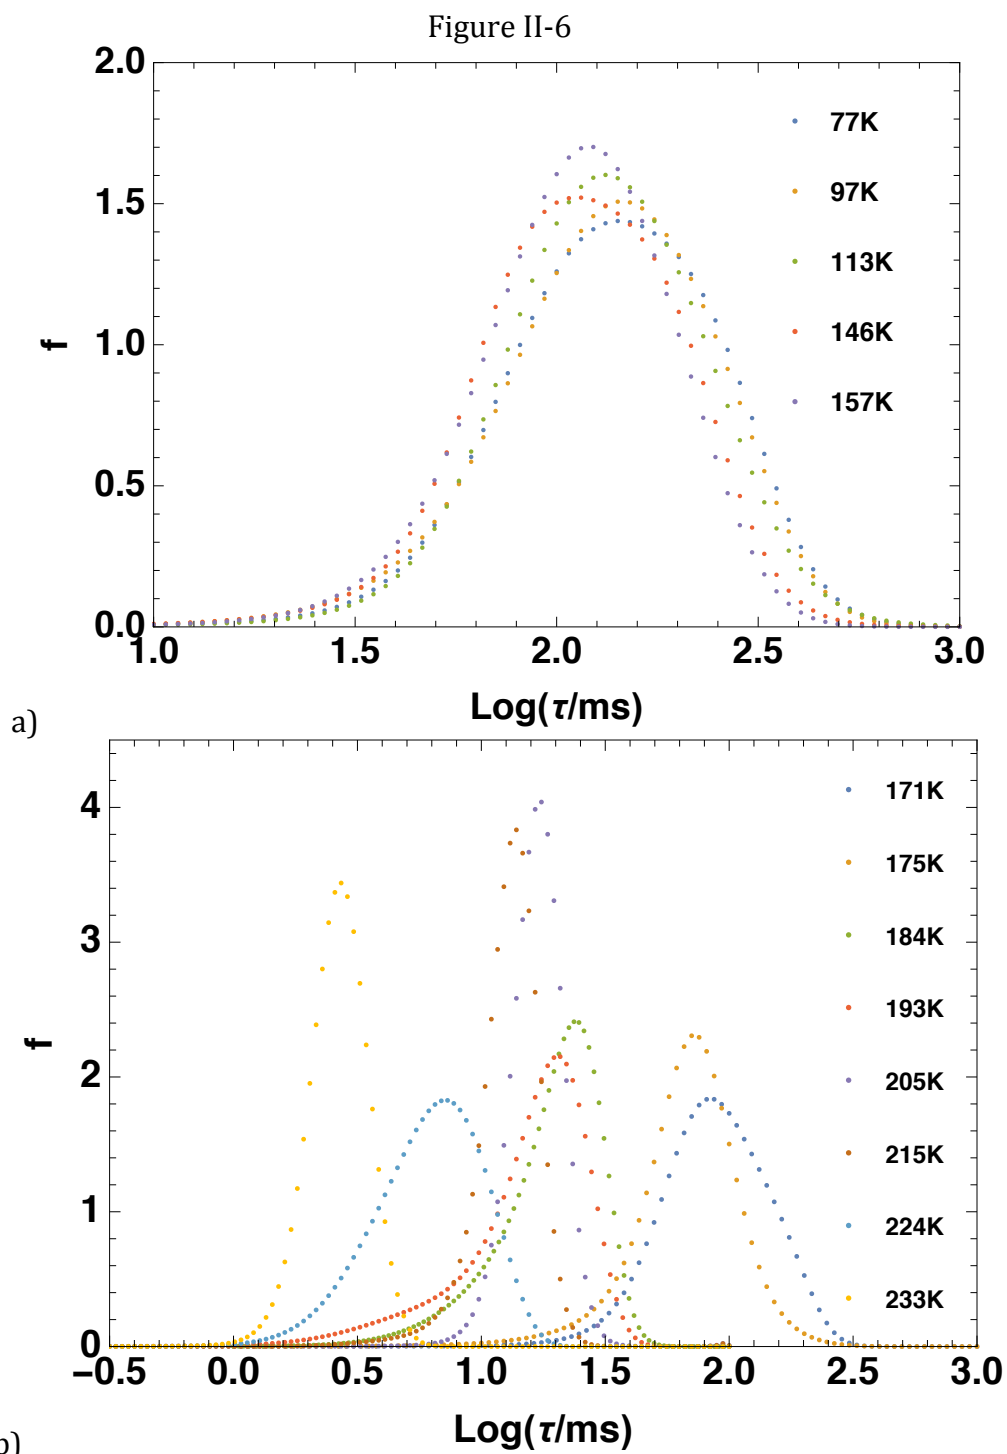 Figure II-6
2.0
1.5
1.0
0.5
0.0
f
77K
97K
113K
146K
157K
1.0 1.5 2.0 2.5 3.0
Log(τ/ms)
a)
4
3
2
1
0
f
171K
175K
184K
193K
205K
215K
224K
233K
−0.5 0.0 0.5 1.0 1.5 2.0 2.5 3.0
Log(τ/ms)
b)